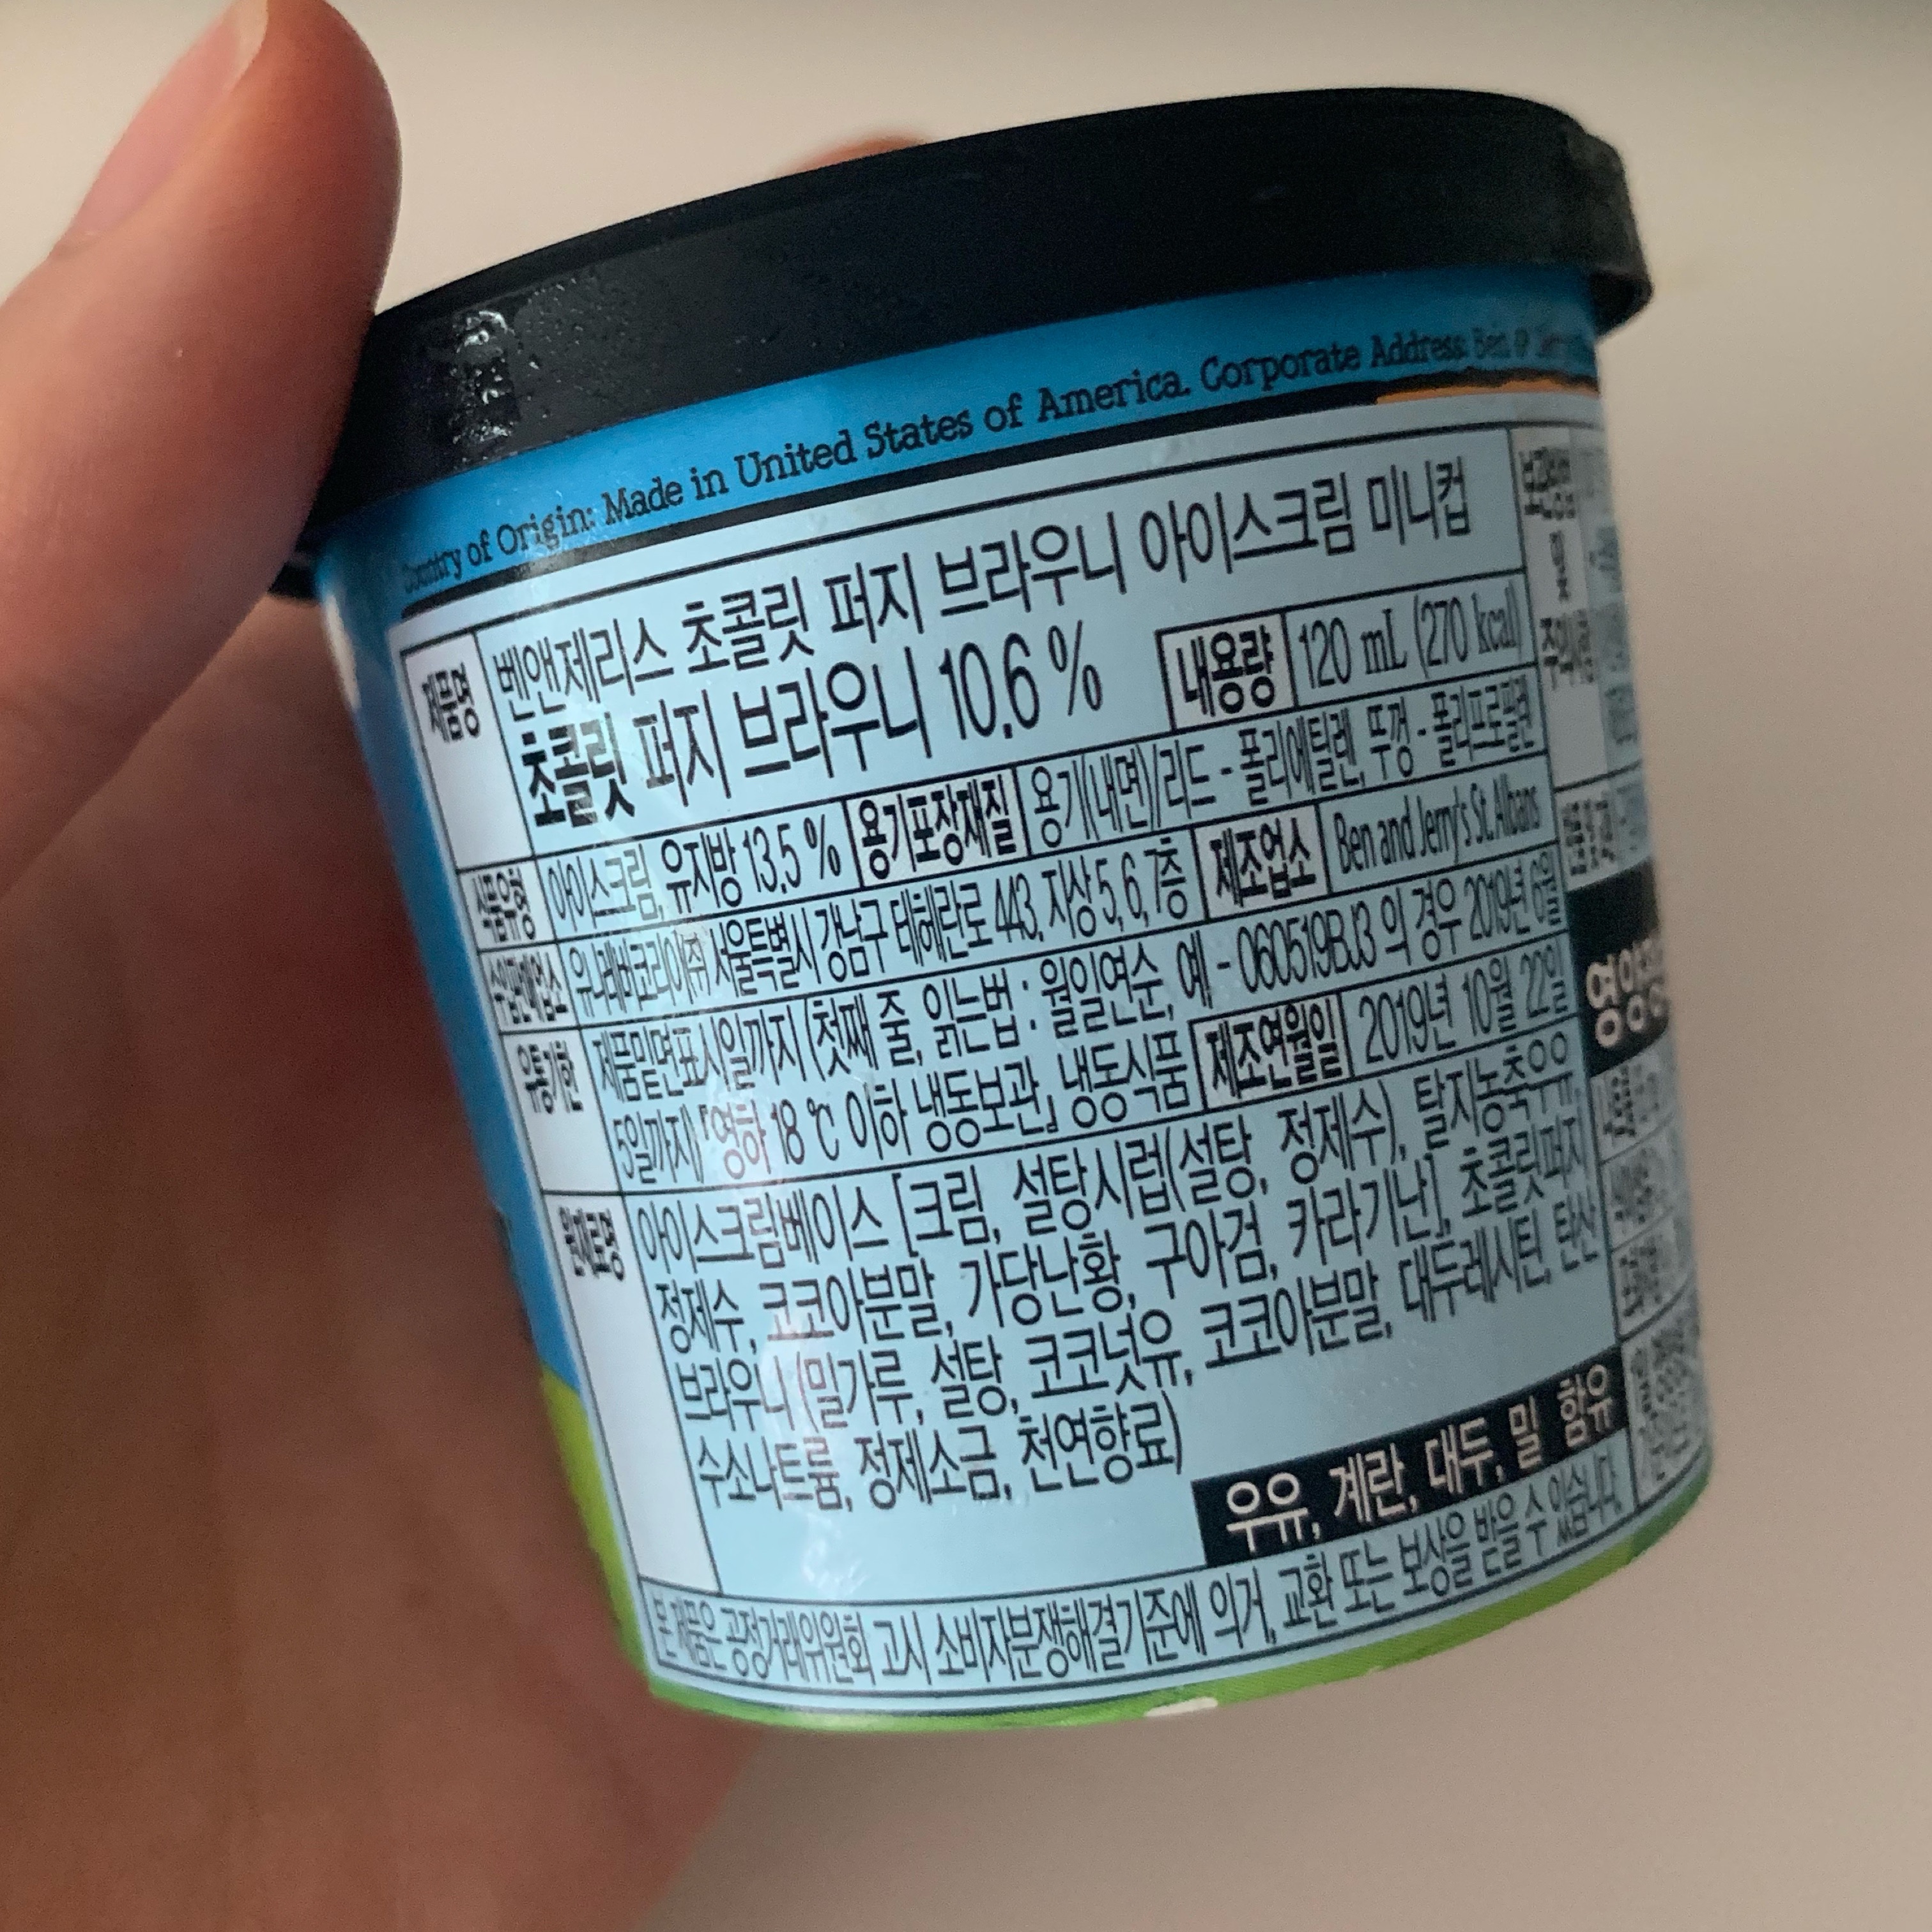 Country of Origin: Made in United States of America. Corporate Address: Ben &
제품명
벤앤제리스 초콜릿 퍼지 브라우니 아이스크림 미니컵
초콜릿 퍼지 브라우니 10.6 %
내용량 120 mL (270 kcal)
식품유형 아이스크림, 유지방 13.5 % 용기포장재질 용기(내면)/리드 - 폴리에틸렌, 뚜껑 - 폴리프로필렌
수입판매업소 유니레버코리아㈜ 서울특별시 강남구 테헤란로 443, 지상 5, 6, 7층 제조업소 Ben and Jerry's St. Albans
유통기한 제품밑면표시일까지 (첫째 줄, 읽는법 : 월일연순, 예 - 060519BJ3 의 경우 2019년 6월
5일까지) 『영하 18 ℃ 이하 냉동보관』 냉동식품 제조연월일 2019년 10월 22일
원재료명 아이스크림베이스 [크림, 설탕시럽(설탕, 정제수), 탈지농축우유,
정제수, 코코아분말, 가당난황, 구아검, 카라기난], 초콜릿퍼지
브라우니 (밀가루, 설탕, 코코넛유, 코코아분말, 대두레시틴, 탄산
수소나트륨, 정제소금, 천연향료)
우유, 계란, 대두, 밀 함유
본 제품은 공정거래위원회 고시 소비자분쟁해결기준에 의거, 교환 또는 보상을 받을 수 있습니다.
보관방법